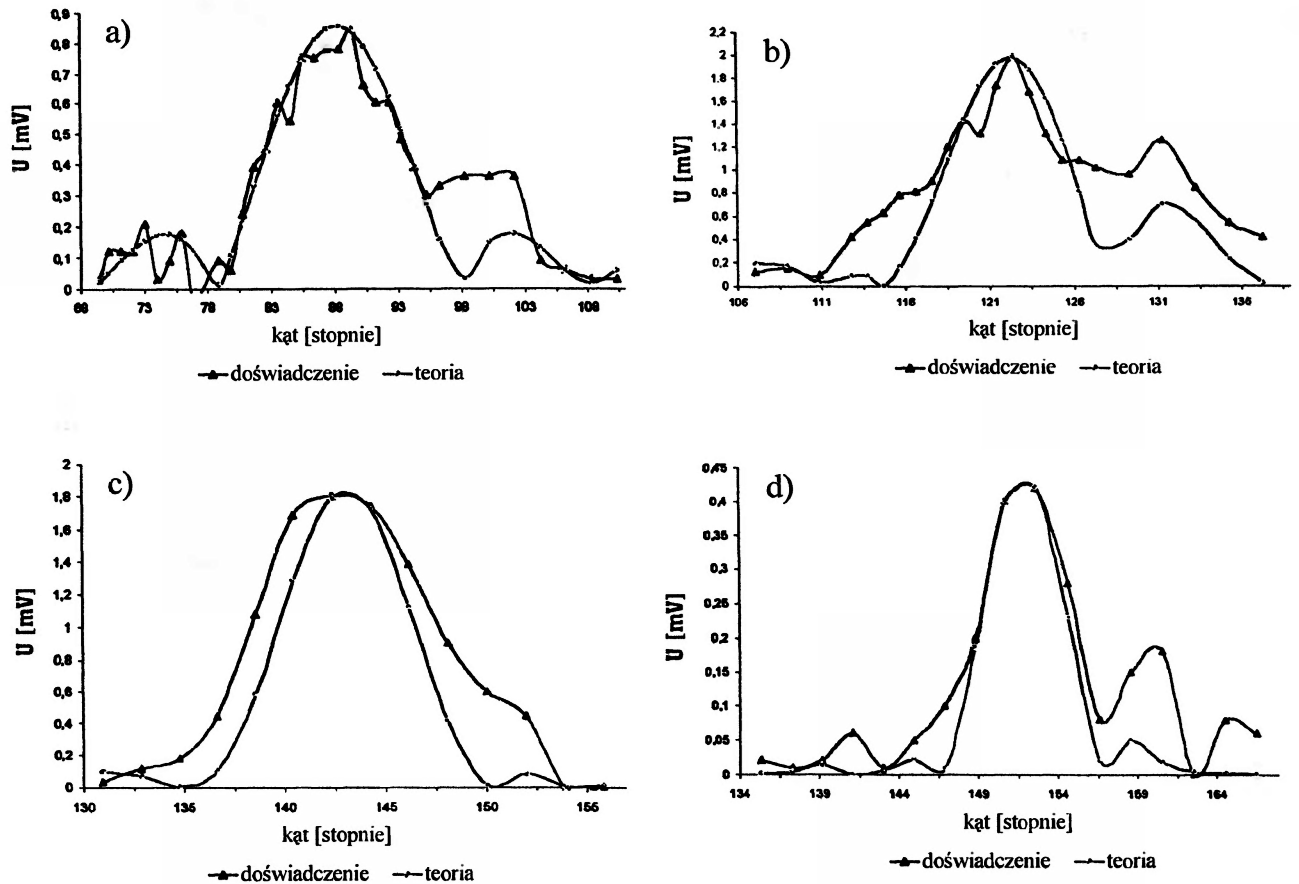 a)
0,9
0,8
0,7
0,6
0,5
0,4
0,3
0,2
0,1
0
U [mV]
68 73 78 83 88 93 98 103 108
kąt [stopnie]
doświadczenie teoria
b)
2,2
2
1,8
1,6
1,4
1,2
1
0,8
0,6
0,4
0,2
0
U [mV]
106 111 116 121 126 131 136
kąt [stopnie]
doświadczenie teoria
c)
2
1,8
1,6
1,4
1,2
1
0,8
0,6
0,4
0,2
0
U [mV]
130 135 140 145 150 155
kąt [stopnie]
doświadczenie teoria
d)
0,45
0,4
0,35
0,3
0,25
0,2
0,15
0,1
0,05
0
U [mV]
134 139 144 149 154 159 164
kąt [stopnie]
doświadczenie teoria